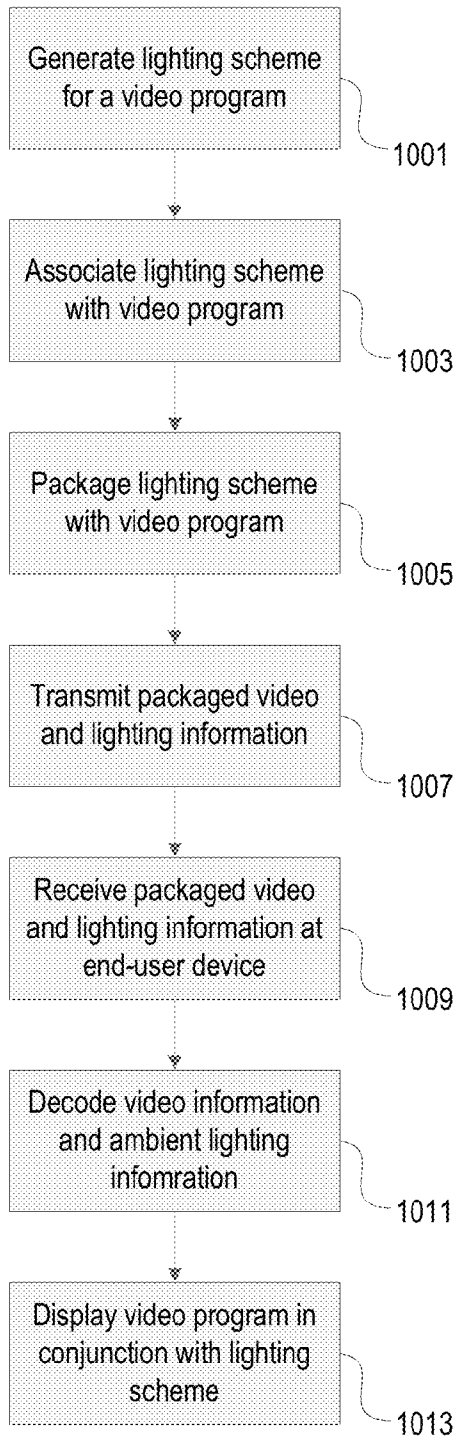 Generate lighting scheme
for a video program
1001
Associate lighting scheme
with video program
1003
Package lighting scheme
with video program
1005
Transmit packaged video
and lighting information
1007
Receive packaged video
and lighting information at
end-user device
1009
Decode video information
and ambient lighting
infomration
1011
Display video program in
conjunction with lighting
scheme
1013